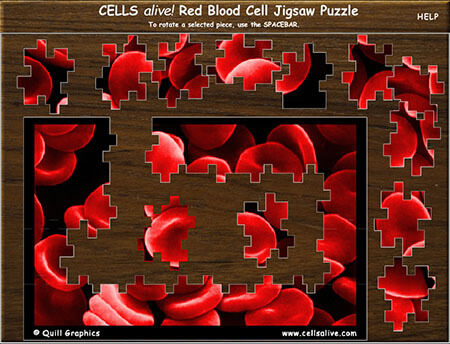 CELLS alive! Red Blood Cell Jigsaw Puzzle
HELP
To rotate a selected piece, use the SPACEBAR.
© Quill Graphics
www.cellsalive.com